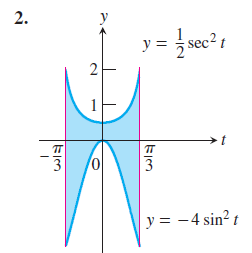 2.
y
y = 1/2 sec² t
2
1
t
-π/3
0
π/3
y = -4 sin² t